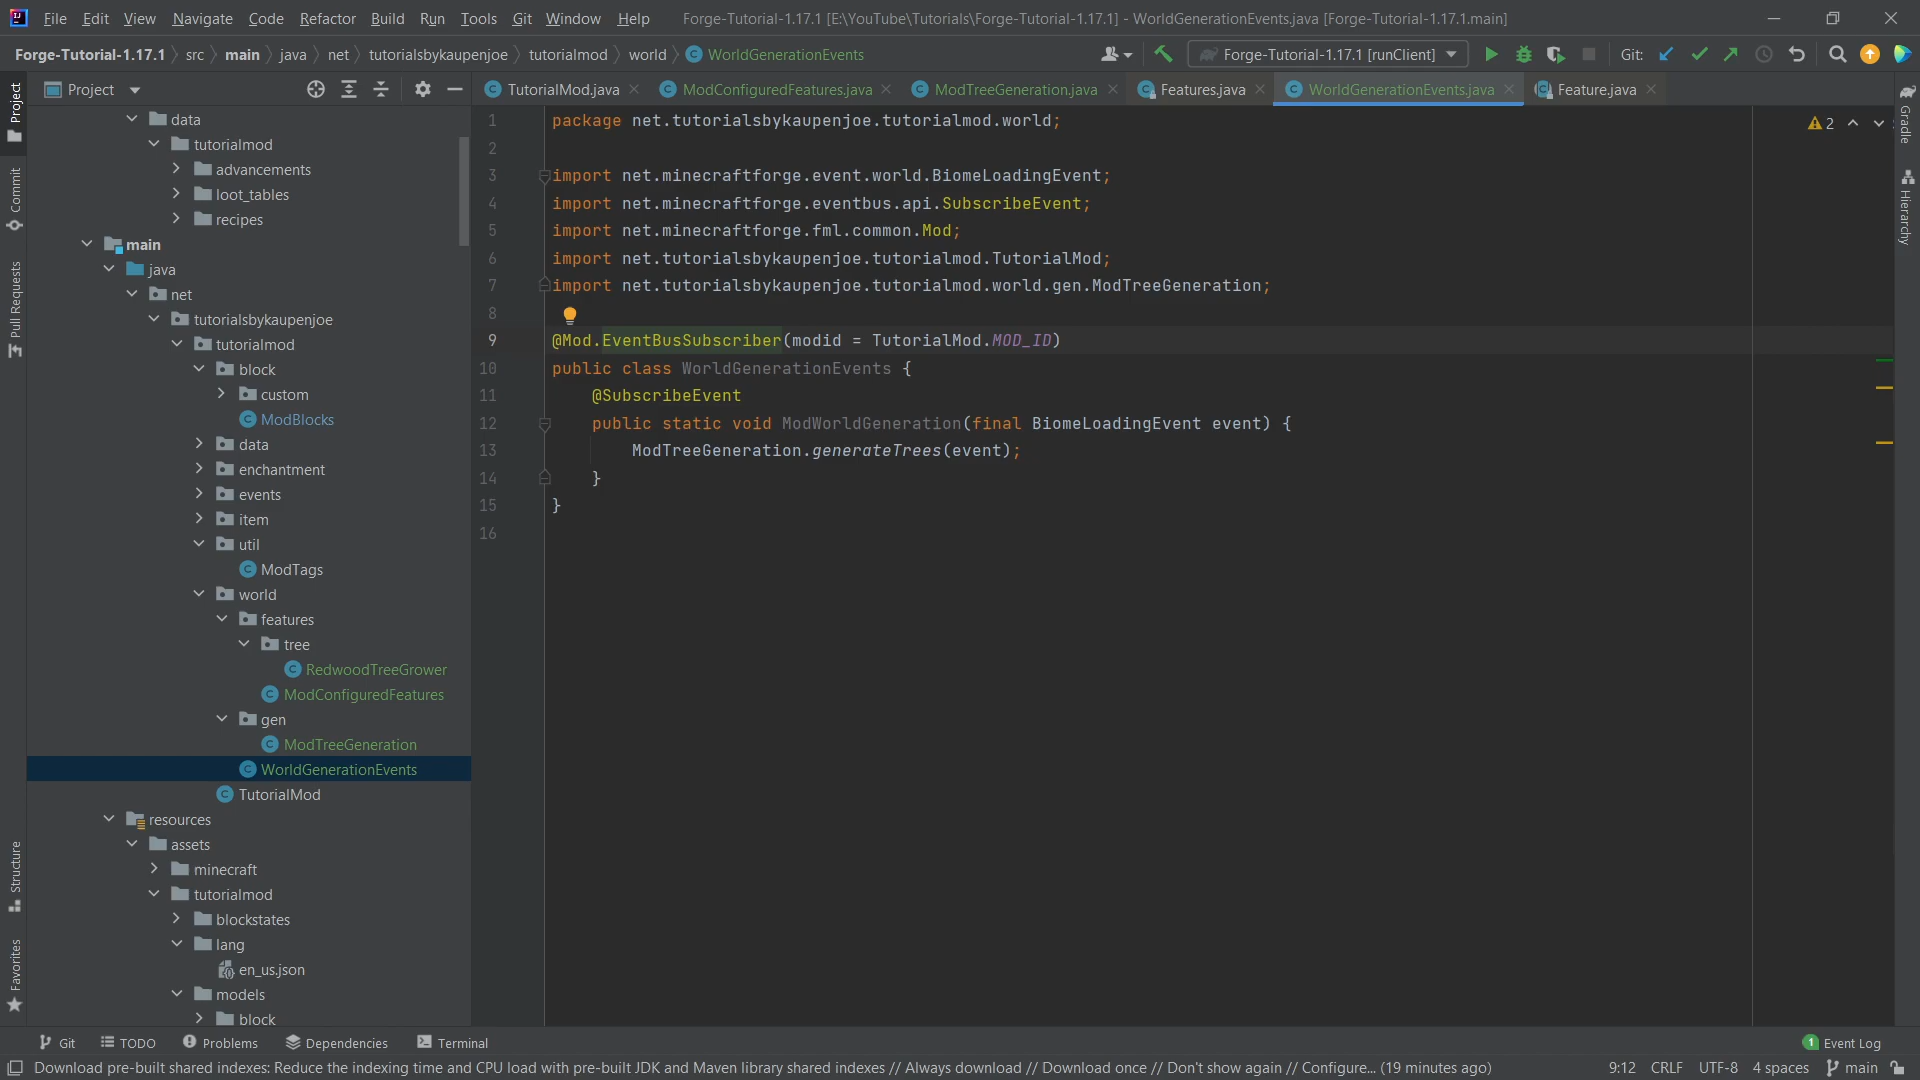 File Edit View Navigate Code Refactor Build Run Tools Git Window Help Forge-Tutorial-1.17.1 [E:\YouTube\Tutorials\Forge-Tutorial-1.17.1] - WorldGenerationEvents.java [Forge-Tutorial-1.17.1.main]
Forge-Tutorial-1.17.1 src main java net tutorialsbykaupenjoe tutorialmod world WorldGenerationEvents Forge-Tutorial-1.17.1 [runClient] Git:
Project TutorialMod.java ModConfiguredFeatures.java ModTreeGeneration.java Features.java WorldGenerationEvents.java Feature.java
Project
Commit
Pull Requests
Structure
Favorites
data
tutorialmod
advancements
loot_tables
recipes
main
java
net
tutorialsbykaupenjoe
tutorialmod
block
custom
ModBlocks
data
enchantment
events
item
util
ModTags
world
features
tree
RedwoodTreeGrower
ModConfiguredFeatures
gen
ModTreeGeneration
WorldGenerationEvents
TutorialMod
resources
assets
minecraft
tutorialmod
blockstates
lang
en_us.json
models
block
1 package net.tutorialsbykaupenjoe.tutorialmod.world;
2
3 import net.minecraftforge.event.world.BiomeLoadingEvent;
4 import net.minecraftforge.eventbus.api.SubscribeEvent;
5 import net.minecraftforge.fml.common.Mod;
6 import net.tutorialsbykaupenjoe.tutorialmod.TutorialMod;
7 import net.tutorialsbykaupenjoe.tutorialmod.world.gen.ModTreeGeneration;
8
9 @Mod.EventBusSubscriber(modid = TutorialMod.MOD_ID)
10 public class WorldGenerationEvents {
11 @SubscribeEvent
12 public static void ModWorldGeneration(final BiomeLoadingEvent event) {
13 ModTreeGeneration.generateTrees(event);
14 }
15 }
16
2
Gradle
Hierarchy
Git TODO Problems Dependencies Terminal 1 Event Log
Download pre-built shared indexes: Reduce the indexing time and CPU load with pre-built JDK and Maven library shared indexes // Always download // Download once // Don't show again // Configure... (19 minutes ago) 9:12 CRLF UTF-8 4 spaces main